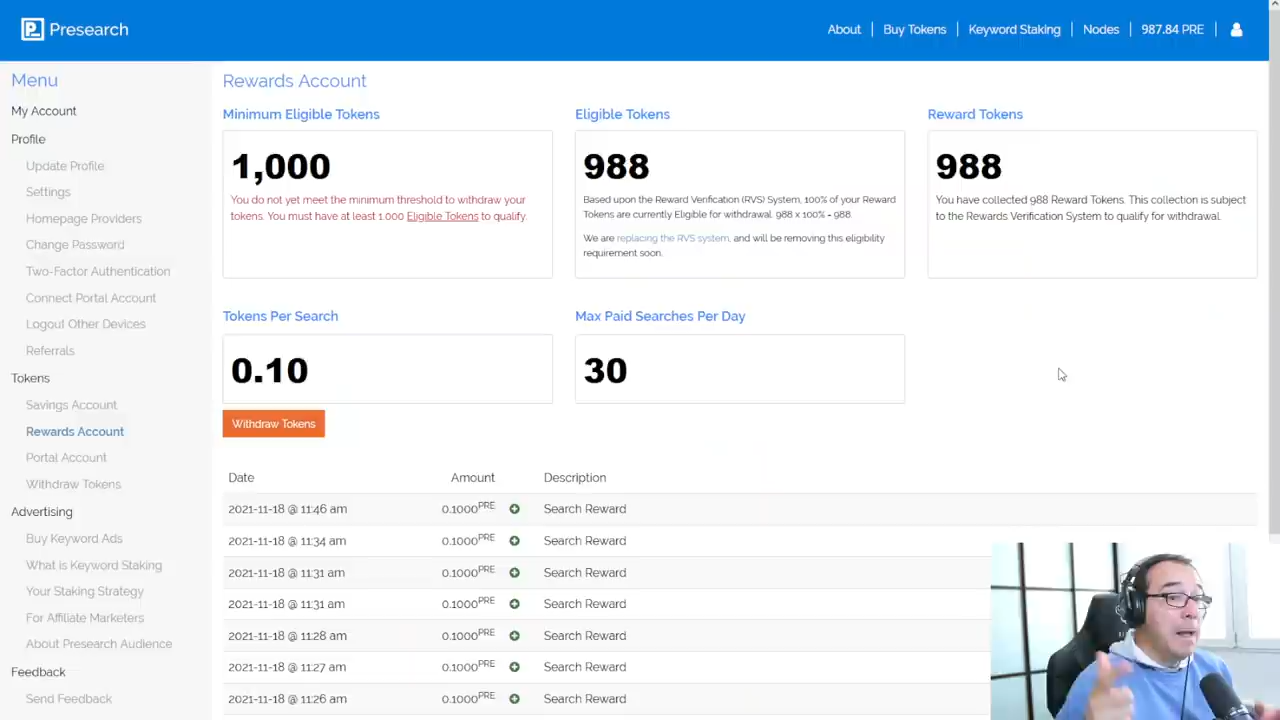 Presearch
About
Buy Tokens
Keyword Staking
Nodes
987.84 PRE
Menu
My Account
Profile
Update Profile
Settings
Homepage Providers
Change Password
Two-Factor Authentication
Connect Portal Account
Logout Other Devices
Referrals
Tokens
Savings Account
Rewards Account
Portal Account
Withdraw Tokens
Advertising
Buy Keyword Ads
What is Keyword Staking
Your Staking Strategy
For Affiliate Marketers
About Presearch Audience
Feedback
Send Feedback
Rewards Account
Minimum Eligible Tokens
1,000
You do not yet meet the minimum threshold to withdraw your
tokens. You must have at least 1.000 Eligible Tokens to qualify.
Eligible Tokens
988
Based upon the Reward Verification (RVS) System, 100% of your Reward
Tokens are currently Eligible for withdrawal. 988 x 100% = 988.
We are replacing the RVS system, and will be removing this eligibility
requirement soon.
Reward Tokens
988
You have collected 988 Reward Tokens. This collection is subject
to the Rewards Verification System to qualify for withdrawal.
Tokens Per Search
0.10
Max Paid Searches Per Day
30
Withdraw Tokens
Date Amount Description
2021-11-18 @ 11:46 am 0.1000PRE Search Reward
2021-11-18 @ 11:34 am 0.1000PRE Search Reward
2021-11-18 @ 11:31 am 0.1000PRE Search Reward
2021-11-18 @ 11:31 am 0.1000PRE Search Reward
2021-11-18 @ 11:28 am 0.1000PRE Search Reward
2021-11-18 @ 11:27 am 0.1000PRE Search Reward
2021-11-18 @ 11:26 am 0.1000PRE Search Reward